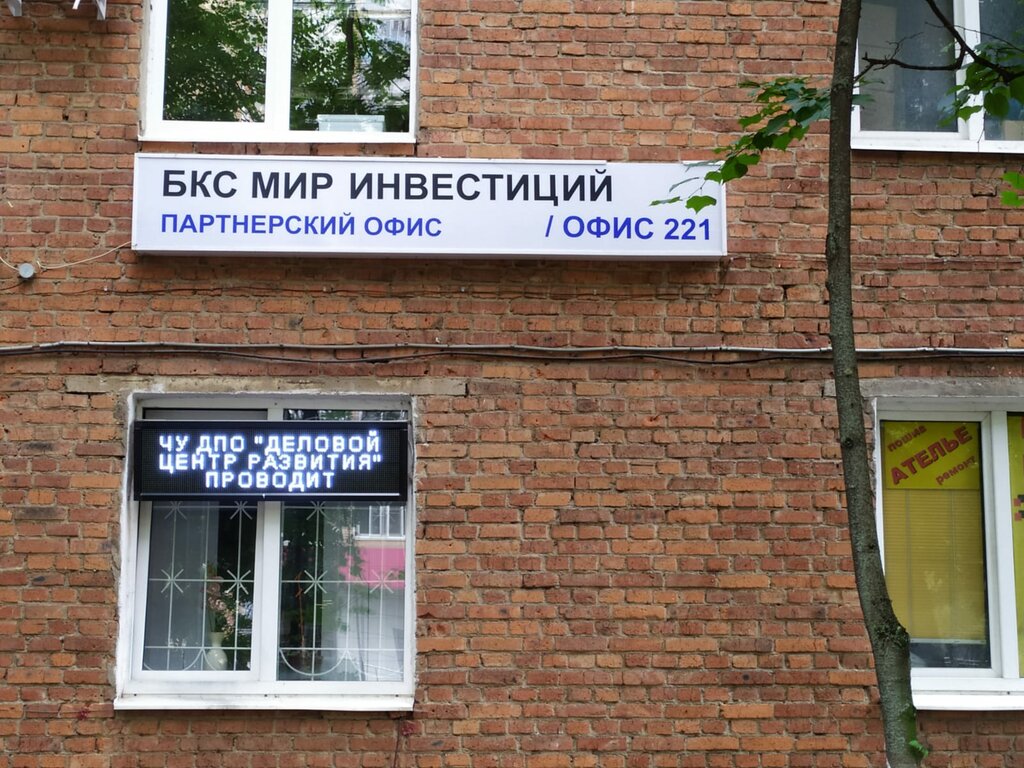 БКС МИР ИНВЕСТИЦИЙ
ПАРТНЕРСКИЙ ОФИС / ОФИС 221
ЧУ ДПО "ДЕЛОВОЙ
ЦЕНТР РАЗВИТИЯ"
ПРОВОДИТ
пошив
АТЕЛЬЕ
ремонт